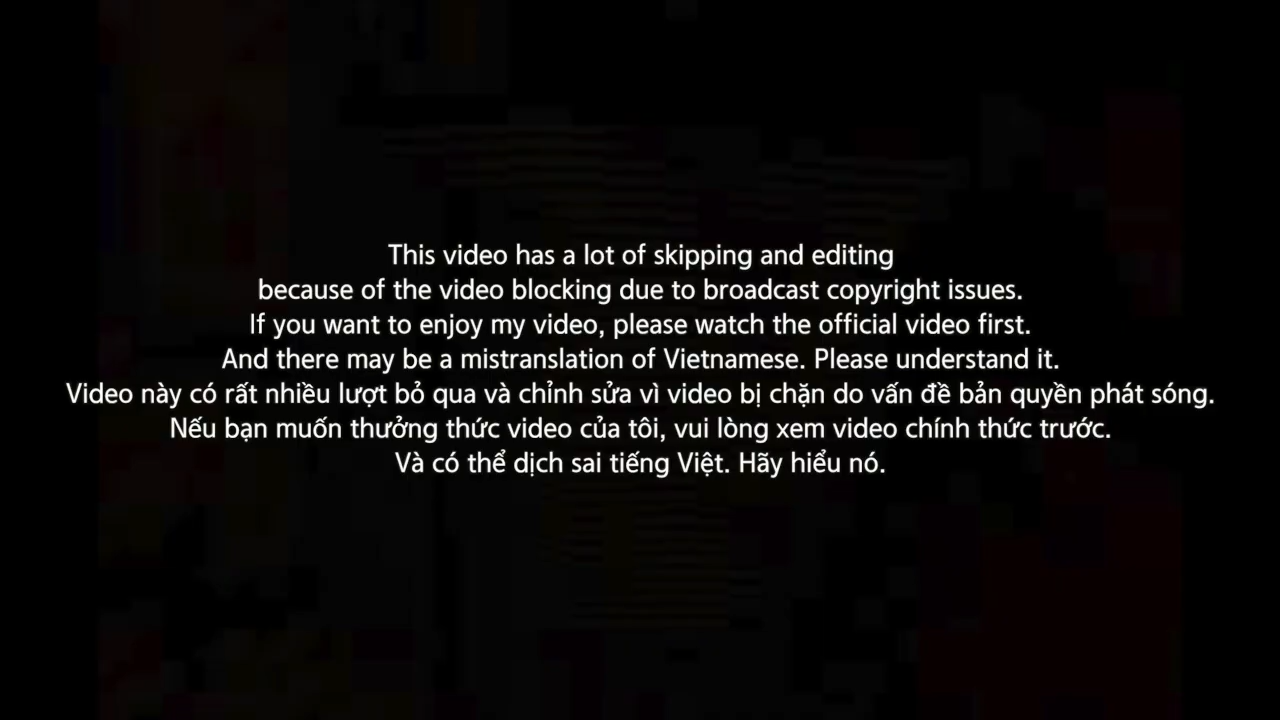 This video has a lot of skipping and editing
because of the video blocking due to broadcast copyright issues.
If you want to enjoy my video, please watch the official video first.
And there may be a mistranslation of Vietnamese. Please understand it.
Video này có rất nhiều lượt bỏ qua và chỉnh sửa vì video bị chặn do vấn đề bản quyền phát sóng.
Nếu bạn muốn thưởng thức video của tôi, vui lòng xem video chính thức trước.
Và có thể dịch sai tiếng Việt. Hãy hiểu nó.